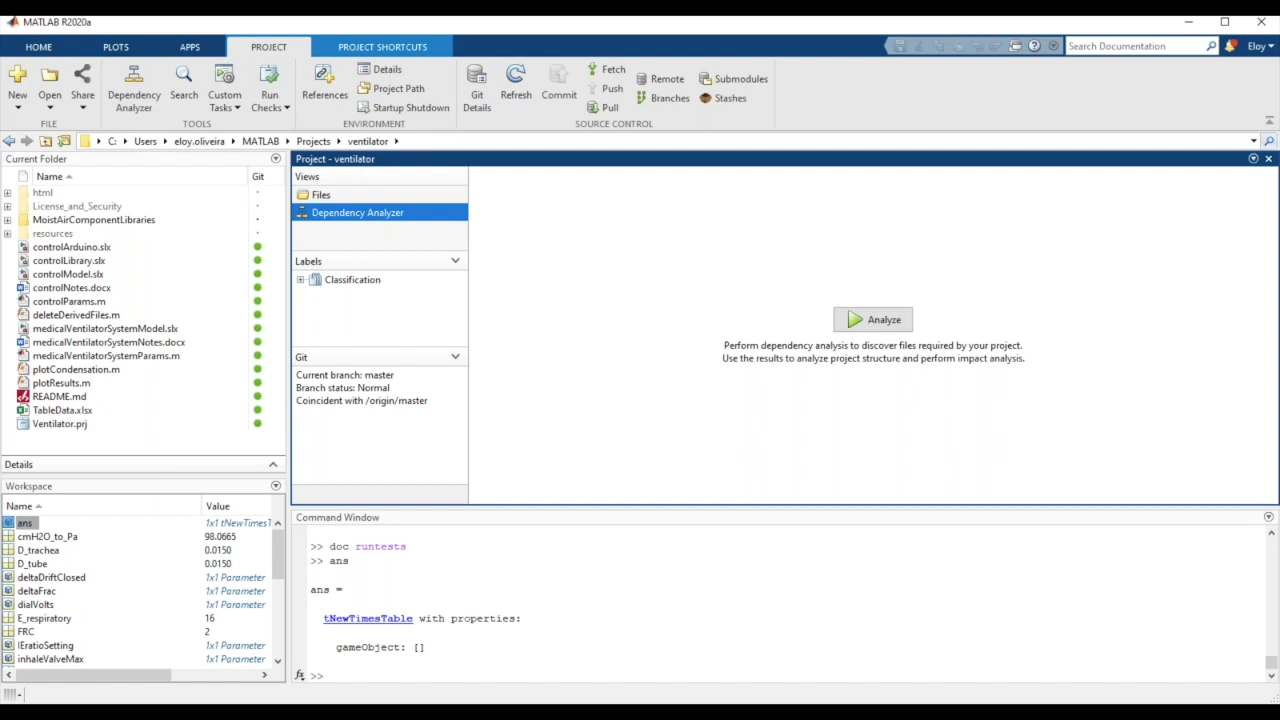 MATLAB R2020a
HOME PLOTS APPS PROJECT PROJECT SHORTCUTS Search Documentation Eloy
New Open Share
FILE
Dependency Analyzer Search Custom Tasks Run Checks
TOOLS
References Details
Project Path
Startup Shutdown
ENVIRONMENT
Git Details Refresh Commit Fetch
Push
Pull
Remote
Branches
Submodules
Stashes
SOURCE CONTROL
C: Users eloy.oliveira MATLAB Projects ventilator
Current Folder
Name Git
html
License_and_Security
MoistAirComponentLibraries
resources
controlArduino.slx
controlLibrary.slx
controlModel.slx
controlNotes.docx
controlParams.m
deleteDerivedFiles.m
medicalVentilatorSystemModel.slx
medicalVentilatorSystemNotes.docx
medicalVentilatorSystemParams.m
plotCondensation.m
plotResults.m
README.md
TableData.xlsx
Ventilator.prj
Details
Workspace
Name Value
ans 1x1 tNewTimesT
cmH2O_to_Pa 98.0665
D_trachea 0.0150
D_tube 0.0150
deltaDriftClosed 1x1 Parameter
deltaFrac 1x1 Parameter
dialVolts 1x1 Parameter
E_respiratory 16
FRC 2
IEratioSetting 1x1 Parameter
inhaleValveMax 1x1 Parameter
Project - ventilator
Views
Files
Dependency Analyzer
Labels
Classification
Git
Current branch: master
Branch status: Normal
Coincident with /origin/master
Analyze
Perform dependency analysis to discover files required by your project.
Use the results to analyze project structure and perform impact analysis.
Command Window
>> doc runtests
>> ans
ans =
tNewTimesTable with properties:
gameObject: []
fx >>